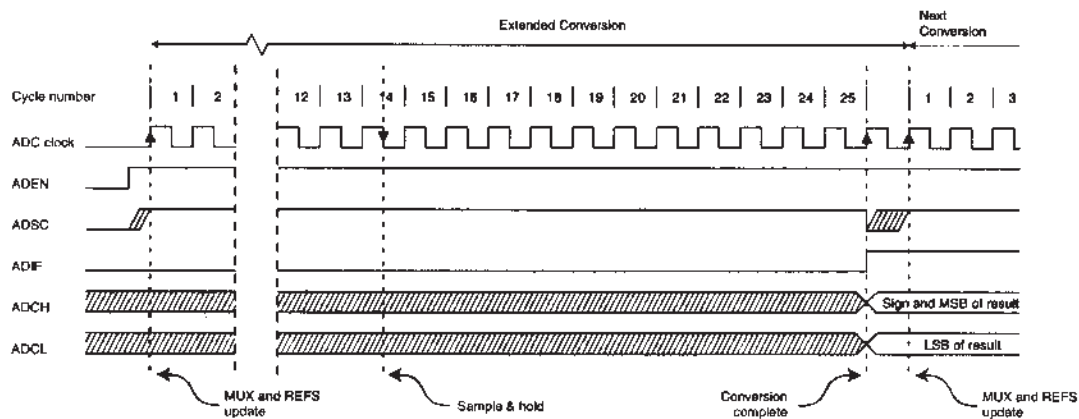 Extended Conversion
Next
Conversion
Cycle number 1 2 12 13 14 15 16 17 18 19 20 21 22 23 24 25 1 2 3
ADC clock
ADEN
ADSC
ADIF
ADCH Sign and MSB of result
ADCL LSB of result
MUX and REFS
update
Sample & hold
Conversion
complete
MUX and REFS
update